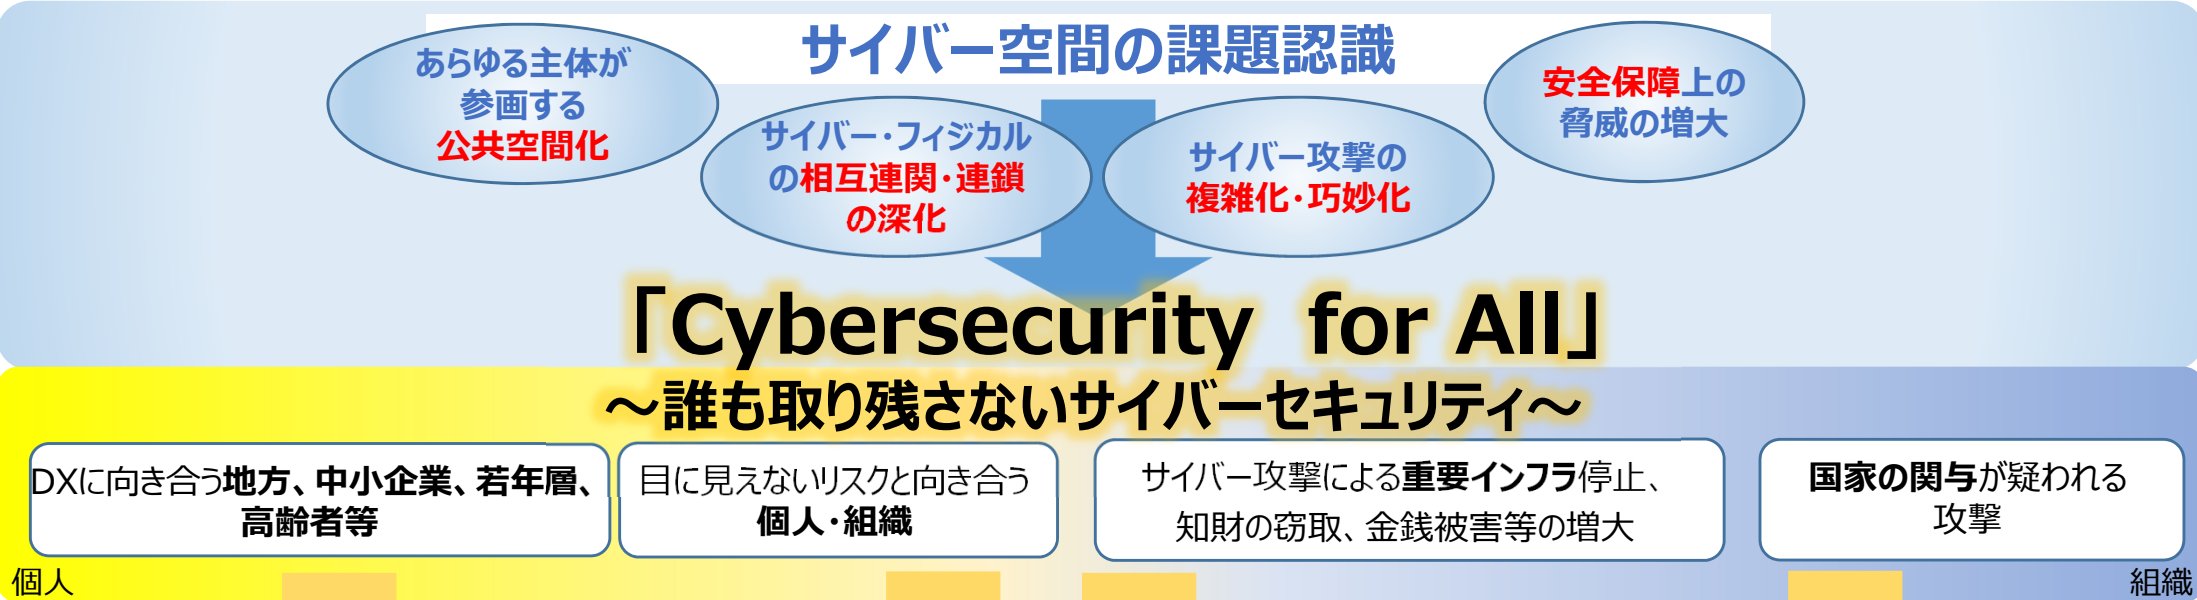 サイバー空間の課題認識
あらゆる主体が
参画する
公共空間化
サイバー・フィジカル
の相互連関・連鎖
の深化
サイバー攻撃の
複雑化・巧妙化
安全保障上の
脅威の増大
「Cybersecurity for All」
～誰も取り残さないサイバーセキュリティ～
DXに向き合う地方、中小企業、若年層、
高齢者等
目に見えないリスクと向き合う
個人・組織
サイバー攻撃による重要インフラ停止、
知財の窃取、金銭被害等の増大
国家の関与が疑われる
攻撃
個人
組織